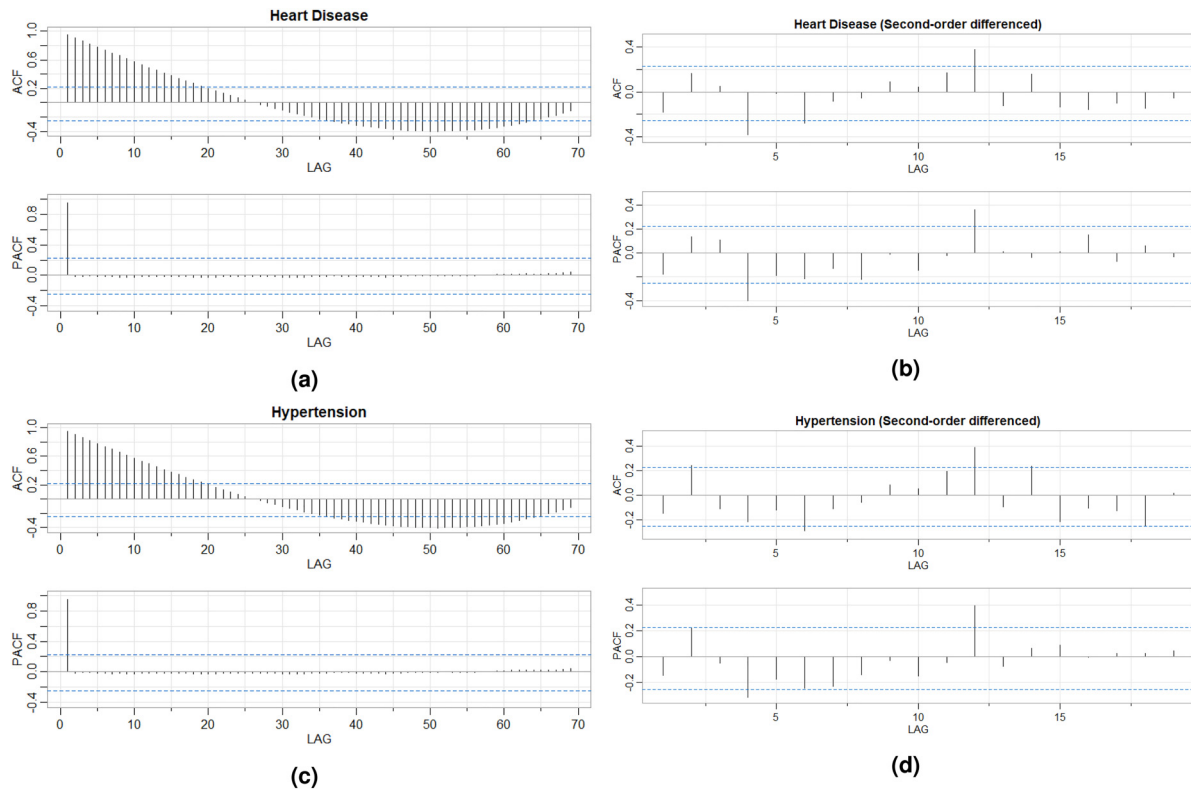 Heart Disease
ACF
-0.4 0.2 0.6 1.0
0 10 20 30 40 50 60 70
LAG
PACF
-0.4 0.0 0.4 0.8
0 10 20 30 40 50 60 70
LAG
(a)
Heart Disease (Second-order differenced)
ACF
-0.4 0.0 0.4
5 10 15
LAG
PACF
-0.4 0.0 0.2 0.4
5 10 15
LAG
(b)
Hypertension
ACF
-0.4 0.2 0.6 1.0
0 10 20 30 40 50 60 70
LAG
PACF
-0.4 0.0 0.4 0.8
0 10 20 30 40 50 60 70
LAG
(c)
Hypertension (Second-order differenced)
ACF
-0.2 0.0 0.2 0.4
5 10 15
LAG
PACF
-0.2 0.0 0.2 0.4
5 10 15
LAG
(d)